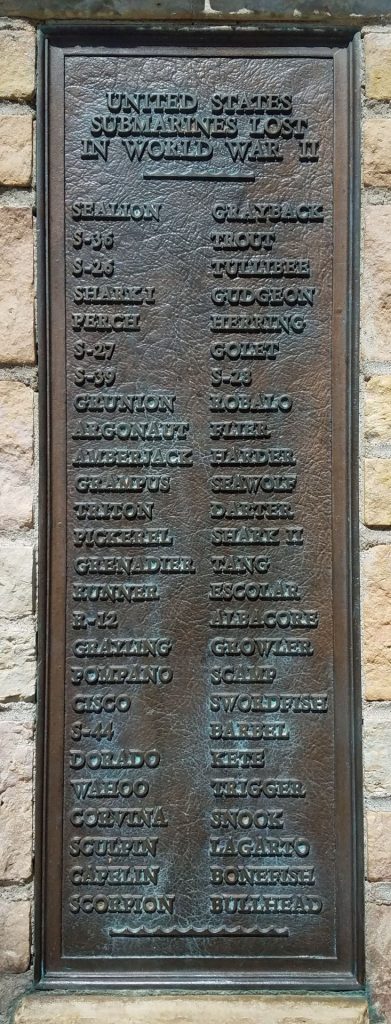 UNITED STATES
SUBMARINES LOST
IN WORLD WAR II
SEALION
S-36
S-26
SHARK I
PERCH
S-27
S-39
GRUNION
ARGONAUT
AMBERJACK
GRAMPUS
TRITON
PICKEREL
GRENADIER
RUNNER
R-12
GRAYLING
POMPANO
CISCO
S-44
DORADO
WAHOO
CORVINA
SCULPIN
CAPELIN
SCORPION
GRAYBACK
TROUT
TULLIBEE
GUDGEON
HERRING
GOLET
S-28
ROBALO
FLIER
HARDER
SEAWOLF
DARTER
SHARK II
TANG
ESCOLAR
ALBACORE
GROWLER
SCAMP
SWORDFISH
BARBEL
KETE
TRIGGER
SNOOK
LAGARTO
BONEFISH
BULLHEAD